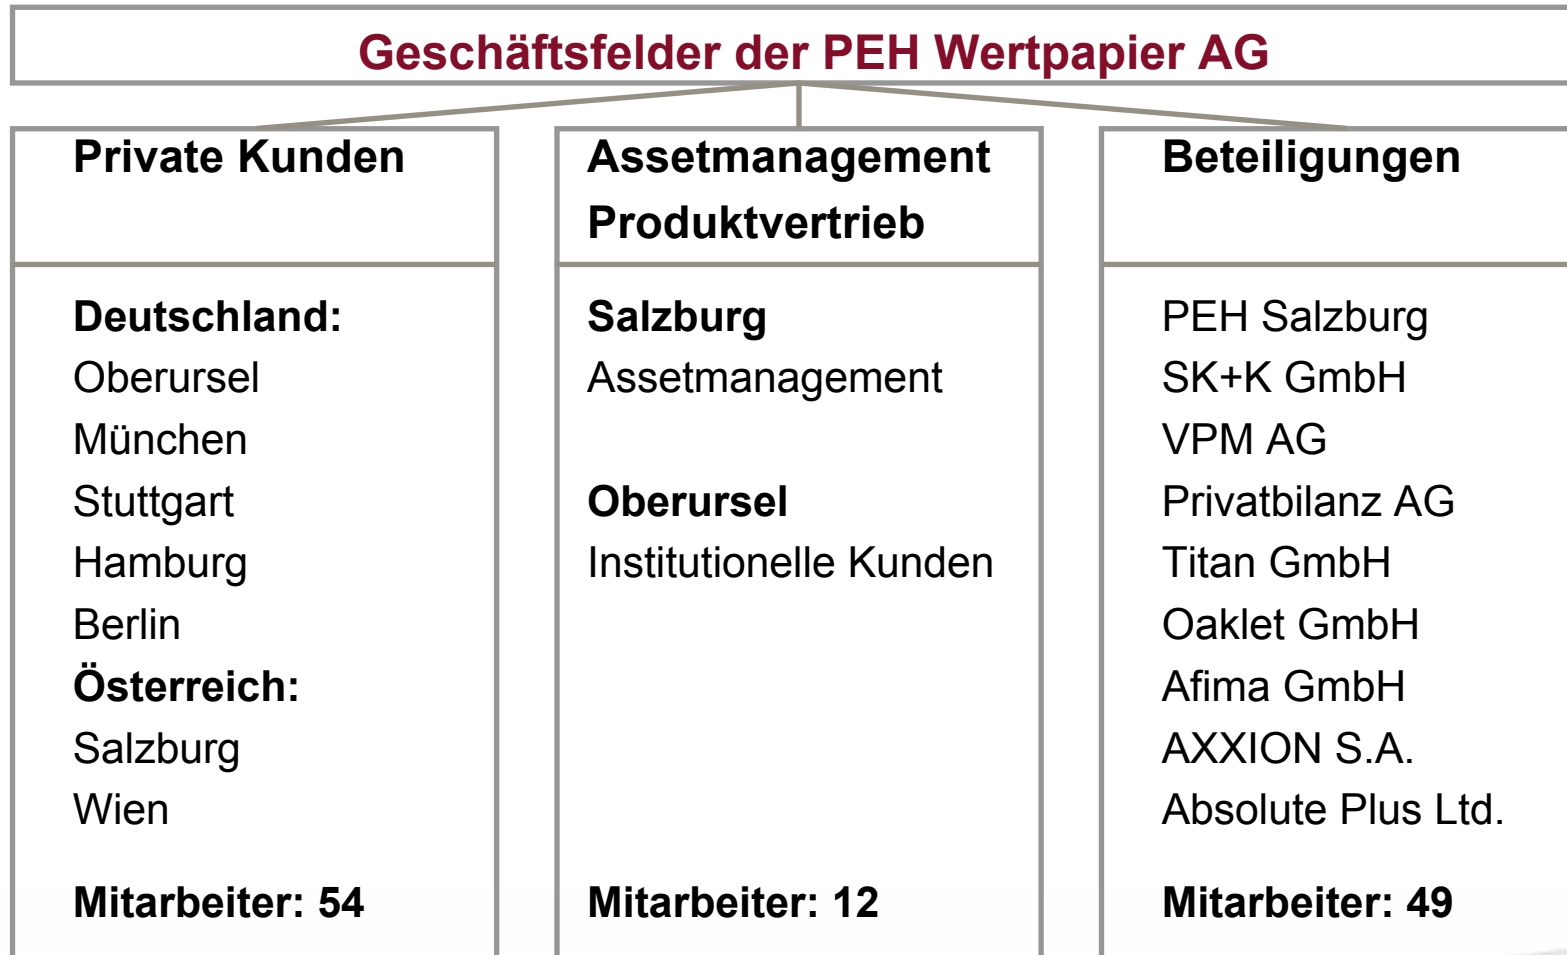 Geschäftsfelder der PEH Wertpapier AG
Private Kunden
Deutschland:
Oberursel
München
Stuttgart
Hamburg
Berlin
Österreich:
Salzburg
Wien
Mitarbeiter: 54
Assetmanagement
Produktvertrieb
Salzburg
Assetmanagement
Oberursel
Institutionelle Kunden
Mitarbeiter: 12
Beteiligungen
PEH Salzburg
SK+K GmbH
VPM AG
Privatbilanz AG
Titan GmbH
Oaklet GmbH
Afima GmbH
AXXION S.A.
Absolute Plus Ltd.
Mitarbeiter: 49